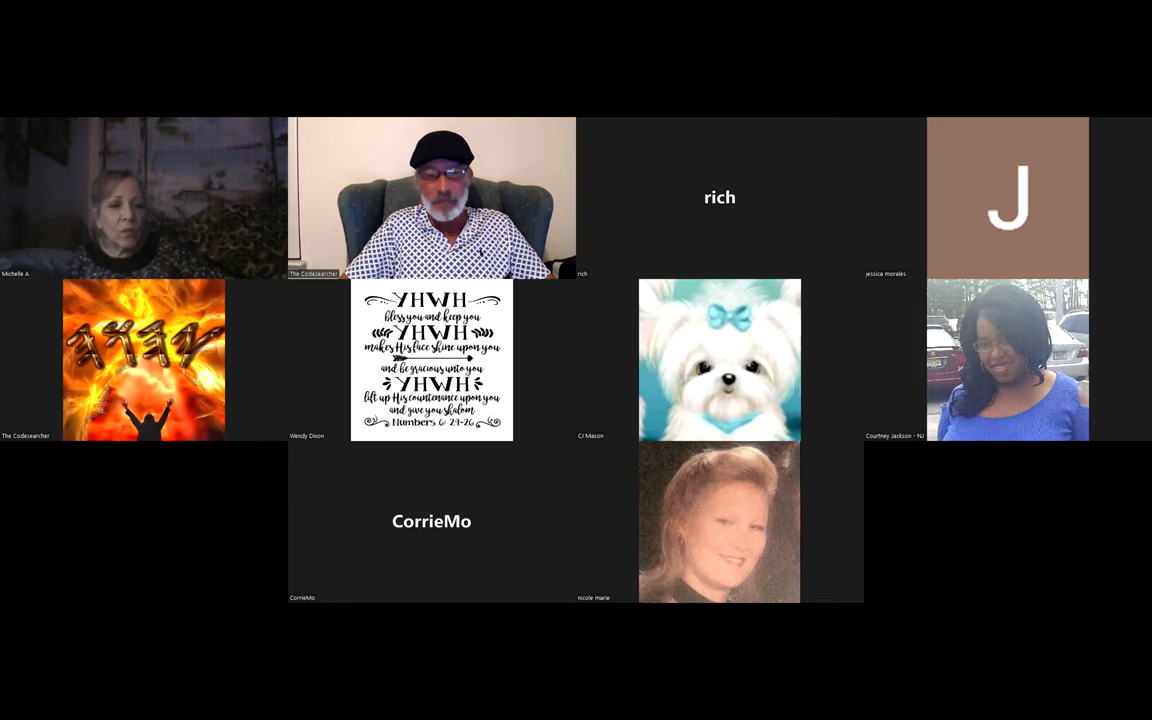 Michelle A
The Codesearcher
rich
rich
J
jessica morales
𐤉𐤄𐤅𐤄
The Codesearcher
YHWH
bless you and keep you
YHWH
makes His face shine upon you
and be gracious unto you
YHWH
lift up His countenance upon you
and give you shalom
Numbers 6:24-26
Wendy Dixon
CJ Mason
Courtney Jackson - NJ
CorrieMo
CorrieMo
nicole marie